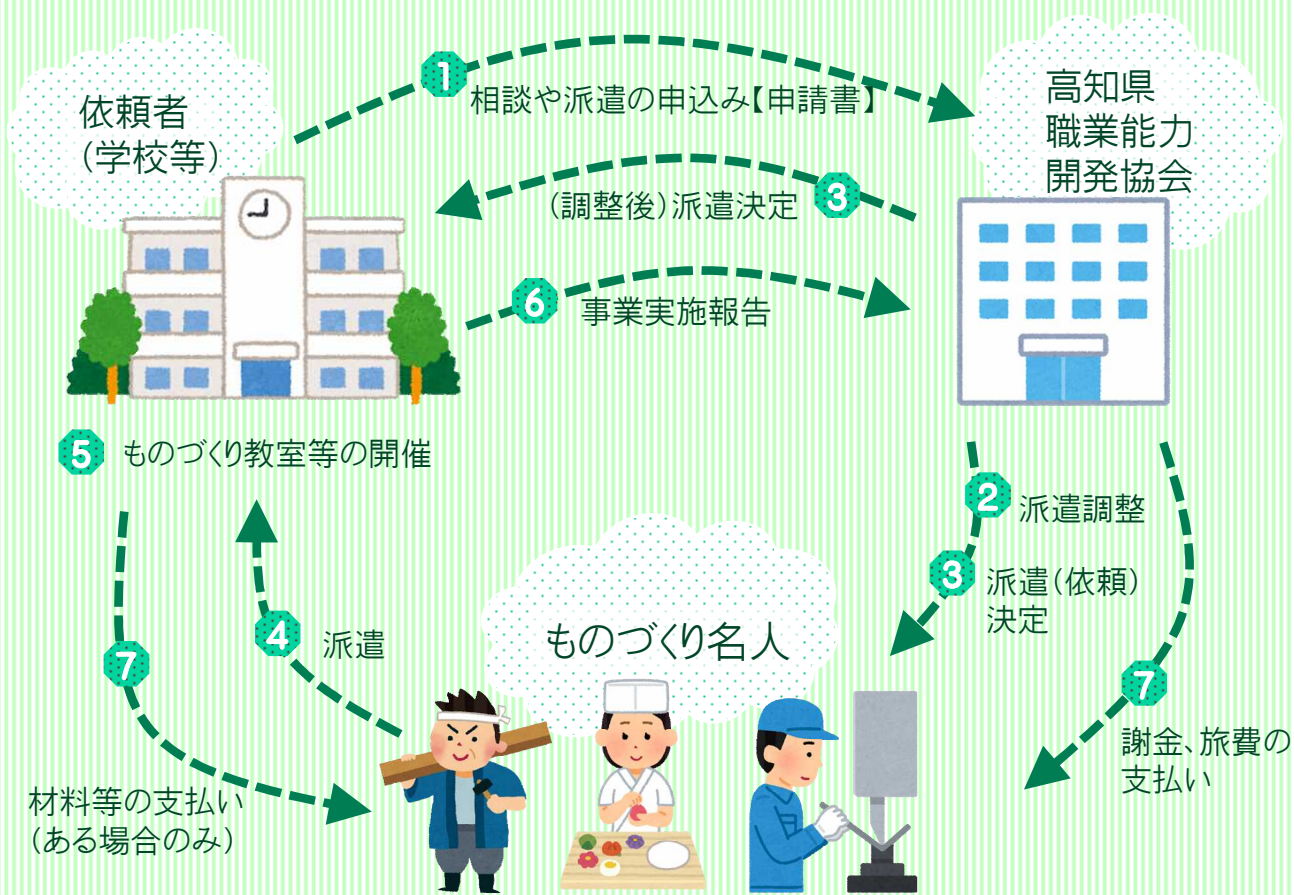 依頼者
（学校等）
高知県
職業能力
開発協会
1
相談や派遣の申込み【申請書】
（調整後）派遣決定
3
6
事業実施報告
5
ものづくり教室等の開催
2
派遣調整
3
派遣（依頼）
決定
ものづくり名人
4
派遣
7
材料等の支払い
（ある場合のみ）
7
謝金、旅費の
支払い